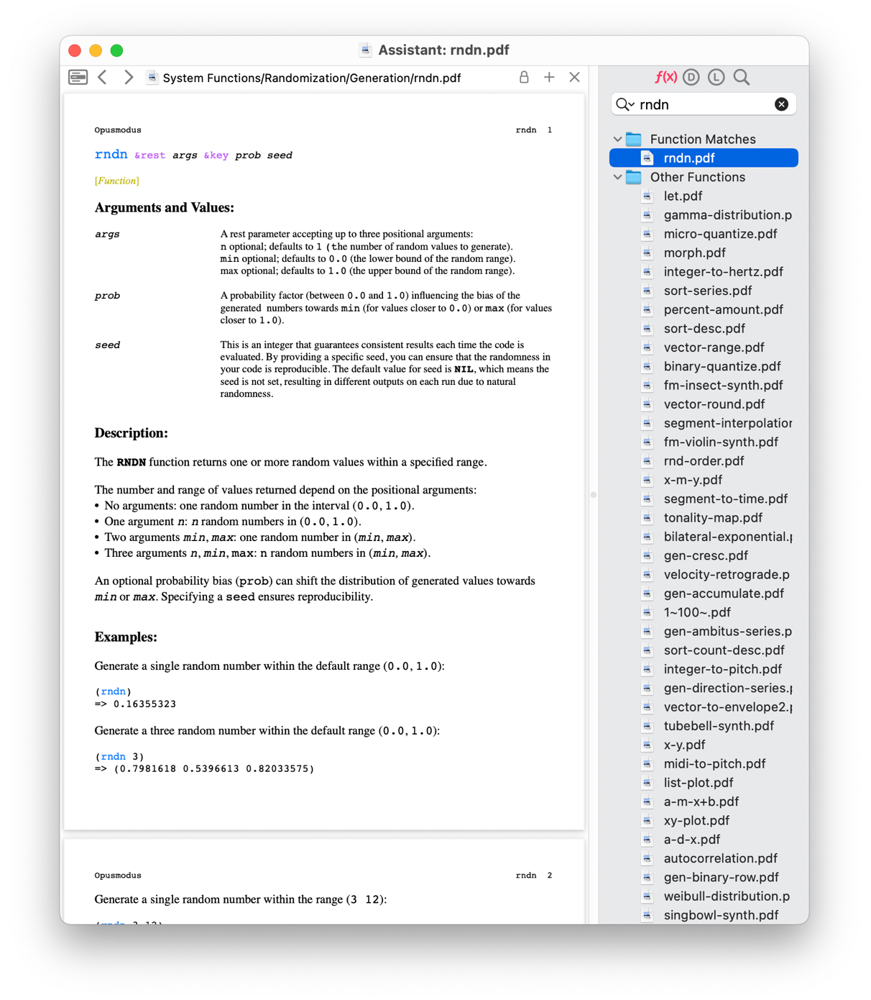 Assistant: rndn.pdf
System Functions/Randomization/Generation/rndn.pdf
Opusmodus rndn 1
rndn &rest args &key prob seed
[Function]
Arguments and Values:
args A rest parameter accepting up to three positional arguments:
n optional; defaults to 1 (the number of random values to generate).
min optional; defaults to 0.0 (the lower bound of the random range).
max optional; defaults to 1.0 (the upper bound of the random range).
prob A probability factor (between 0.0 and 1.0) influencing the bias of the
generated numbers towards min (for values closer to 0.0) or max (for values
closer to 1.0).
seed This is an integer that guarantees consistent results each time the code is
evaluated. By providing a specific seed, you can ensure that the randomness in
your code is reproducible. The default value for seed is NIL, which means the
seed is not set, resulting in different outputs on each run due to natural
randomness.
Description:
The RNDN function returns one or more random values within a specified range.
The number and range of values returned depend on the positional arguments:
• No arguments: one random number in the interval (0.0, 1.0).
• One argument n: n random numbers in (0.0, 1.0).
• Two arguments min, max: one random number in (min, max).
• Three arguments n, min, max: n random numbers in (min, max).
An optional probability bias (prob) can shift the distribution of generated values towards
min or max. Specifying a seed ensures reproducibility.
Examples:
Generate a single random number within the default range (0.0, 1.0):
(rndn)
=> 0.16355323
Generate a three random number within the default range (0.0, 1.0):
(rndn 3)
=> (0.7981618 0.5396613 0.82033575)
Opusmodus rndn 2
Generate a single random number within the range (3 12):
f(x) D L
rndn
Function Matches
rndn.pdf
Other Functions
let.pdf
gamma-distribution.p
micro-quantize.pdf
morph.pdf
integer-to-hertz.pdf
sort-series.pdf
percent-amount.pdf
sort-desc.pdf
vector-range.pdf
binary-quantize.pdf
fm-insect-synth.pdf
vector-round.pdf
segment-interpolation
fm-violin-synth.pdf
rnd-order.pdf
x-m-y.pdf
segment-to-time.pdf
tonality-map.pdf
bilateral-exponential.p
gen-cresc.pdf
velocity-retrograde.p
gen-accumulate.pdf
1~100~.pdf
gen-ambitus-series.p
sort-count-desc.pdf
integer-to-pitch.pdf
gen-direction-series.p
vector-to-envelope2.p
tubebell-synth.pdf
x-y.pdf
midi-to-pitch.pdf
list-plot.pdf
a-m-x+b.pdf
xy-plot.pdf
a-d-x.pdf
autocorrelation.pdf
gen-binary-row.pdf
weibull-distribution.p
singbowl-synth.pdf